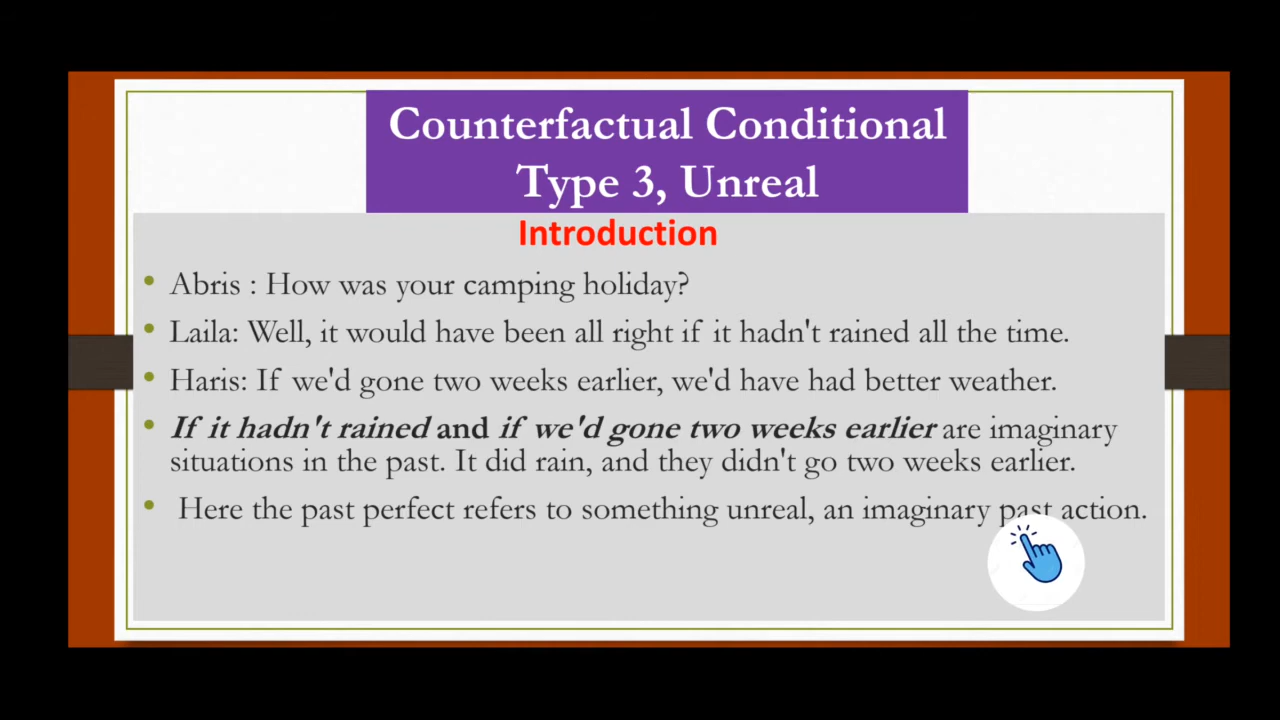 Counterfactual Conditional
Type 3, Unreal
Introduction
• Abris : How was your camping holiday?
• Laila: Well, it would have been all right if it hadn't rained all the time.
• Haris: If we'd gone two weeks earlier, we'd have had better weather.
• If it hadn't rained and if we'd gone two weeks earlier are imaginary
situations in the past. It did rain, and they didn't go two weeks earlier.
• Here the past perfect refers to something unreal, an imaginary past action.